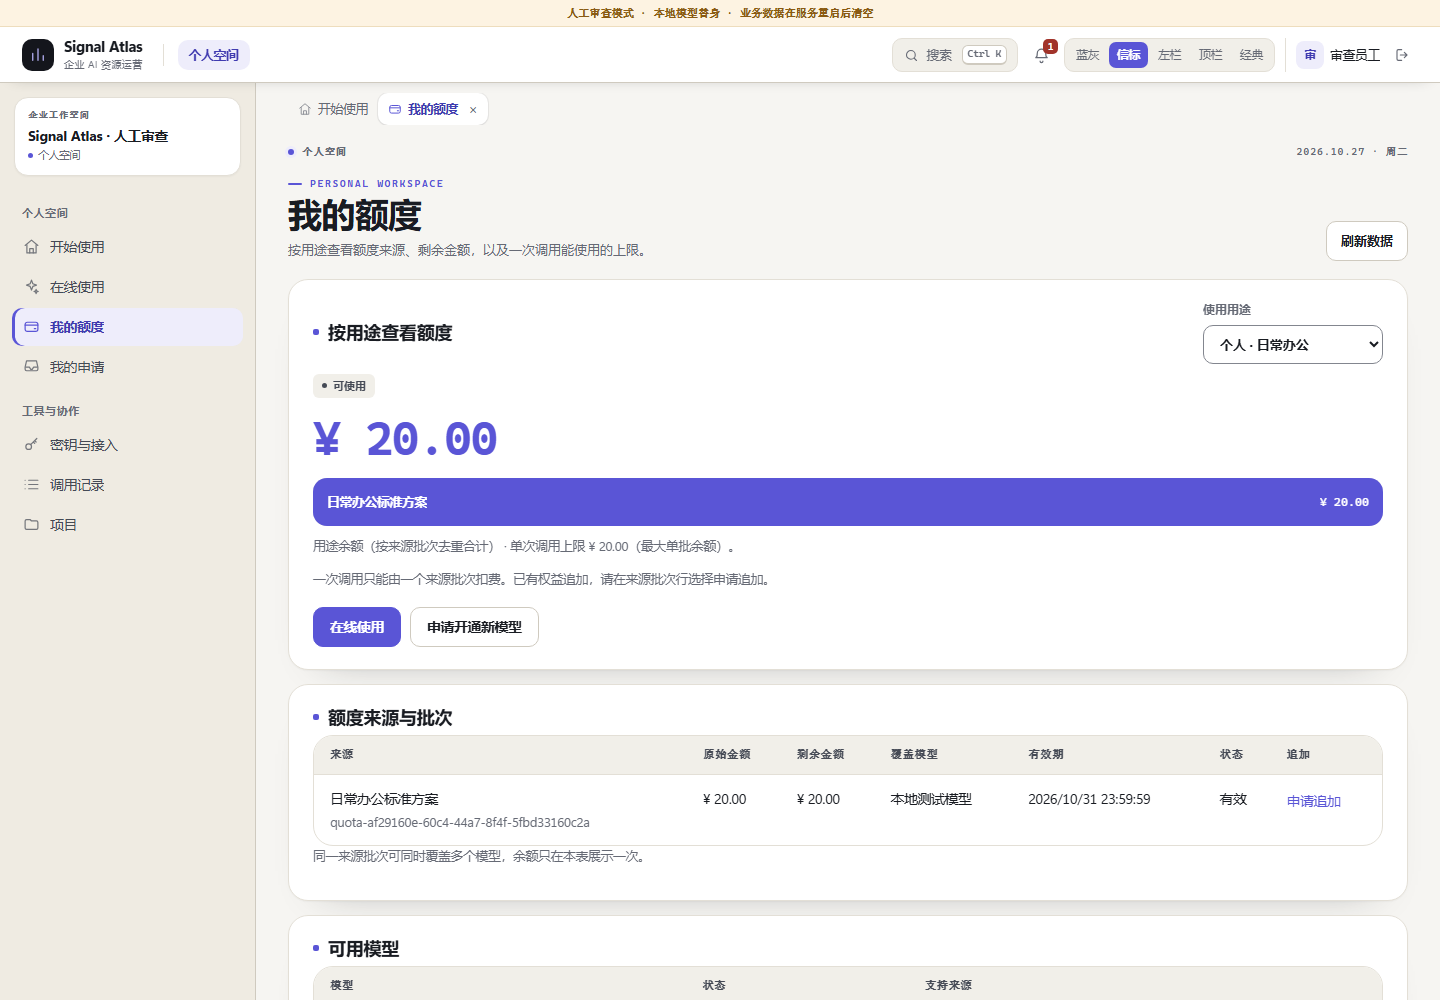 人工审查模式 · 本地模型替身 · 业务数据在服务重启后清空
Signal Atlas
企业 AI 资源运营
个人空间
搜索 Ctrl K
1
蓝灰 信标 左栏 顶栏 经典
审 审查员工
企业工作空间
Signal Atlas · 人工审查
个人空间
个人空间
开始使用
在线使用
我的额度
我的申请
工具与协作
密钥与接入
调用记录
项目
开始使用 我的额度 ×
个人空间
2026.10.27 · 周二
PERSONAL WORKSPACE
我的额度
按用途查看额度来源、剩余金额，以及一次调用能使用的上限。
刷新数据
按用途查看额度
使用用途
个人 · 日常办公
可使用
¥ 20.00
日常办公标准方案 ¥ 20.00
用途余额（按来源批次去重合计） · 单次调用上限 ¥ 20.00（最大单批余额）。
一次调用只能由一个来源批次扣费。已有权益追加，请在来源批次行选择申请追加。
在线使用 申请开通新模型
额度来源与批次
来源 原始金额 剩余金额 覆盖模型 有效期 状态 追加
日常办公标准方案 ¥ 20.00 ¥ 20.00 本地测试模型 2026/10/31 23:59:59 有效 申请追加
quota-af29160e-60c4-44a7-8f4f-5fbd33160c2a
同一来源批次可同时覆盖多个模型，余额只在本表展示一次。
可用模型
模型 状态 支持来源